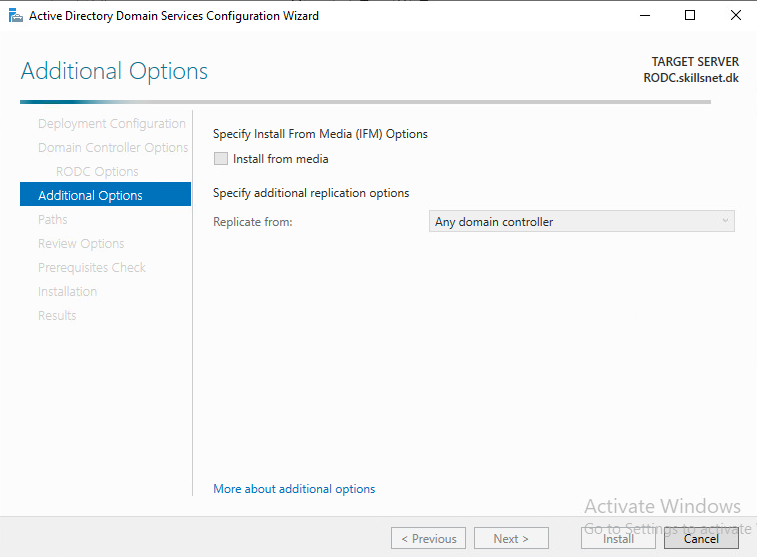 Active Directory Domain Services Configuration Wizard
Additional Options
TARGET SERVER
RODC.skillsnet.dk
Deployment Configuration
Domain Controller Options
RODC Options
Additional Options
Paths
Review Options
Prerequisites Check
Installation
Results
Specify Install From Media (IFM) Options
Install from media
Specify additional replication options
Replicate from:
Any domain controller
More about additional options
Activate Windows
Go to Settings to activate
< Previous
Next >
Install
Cancel